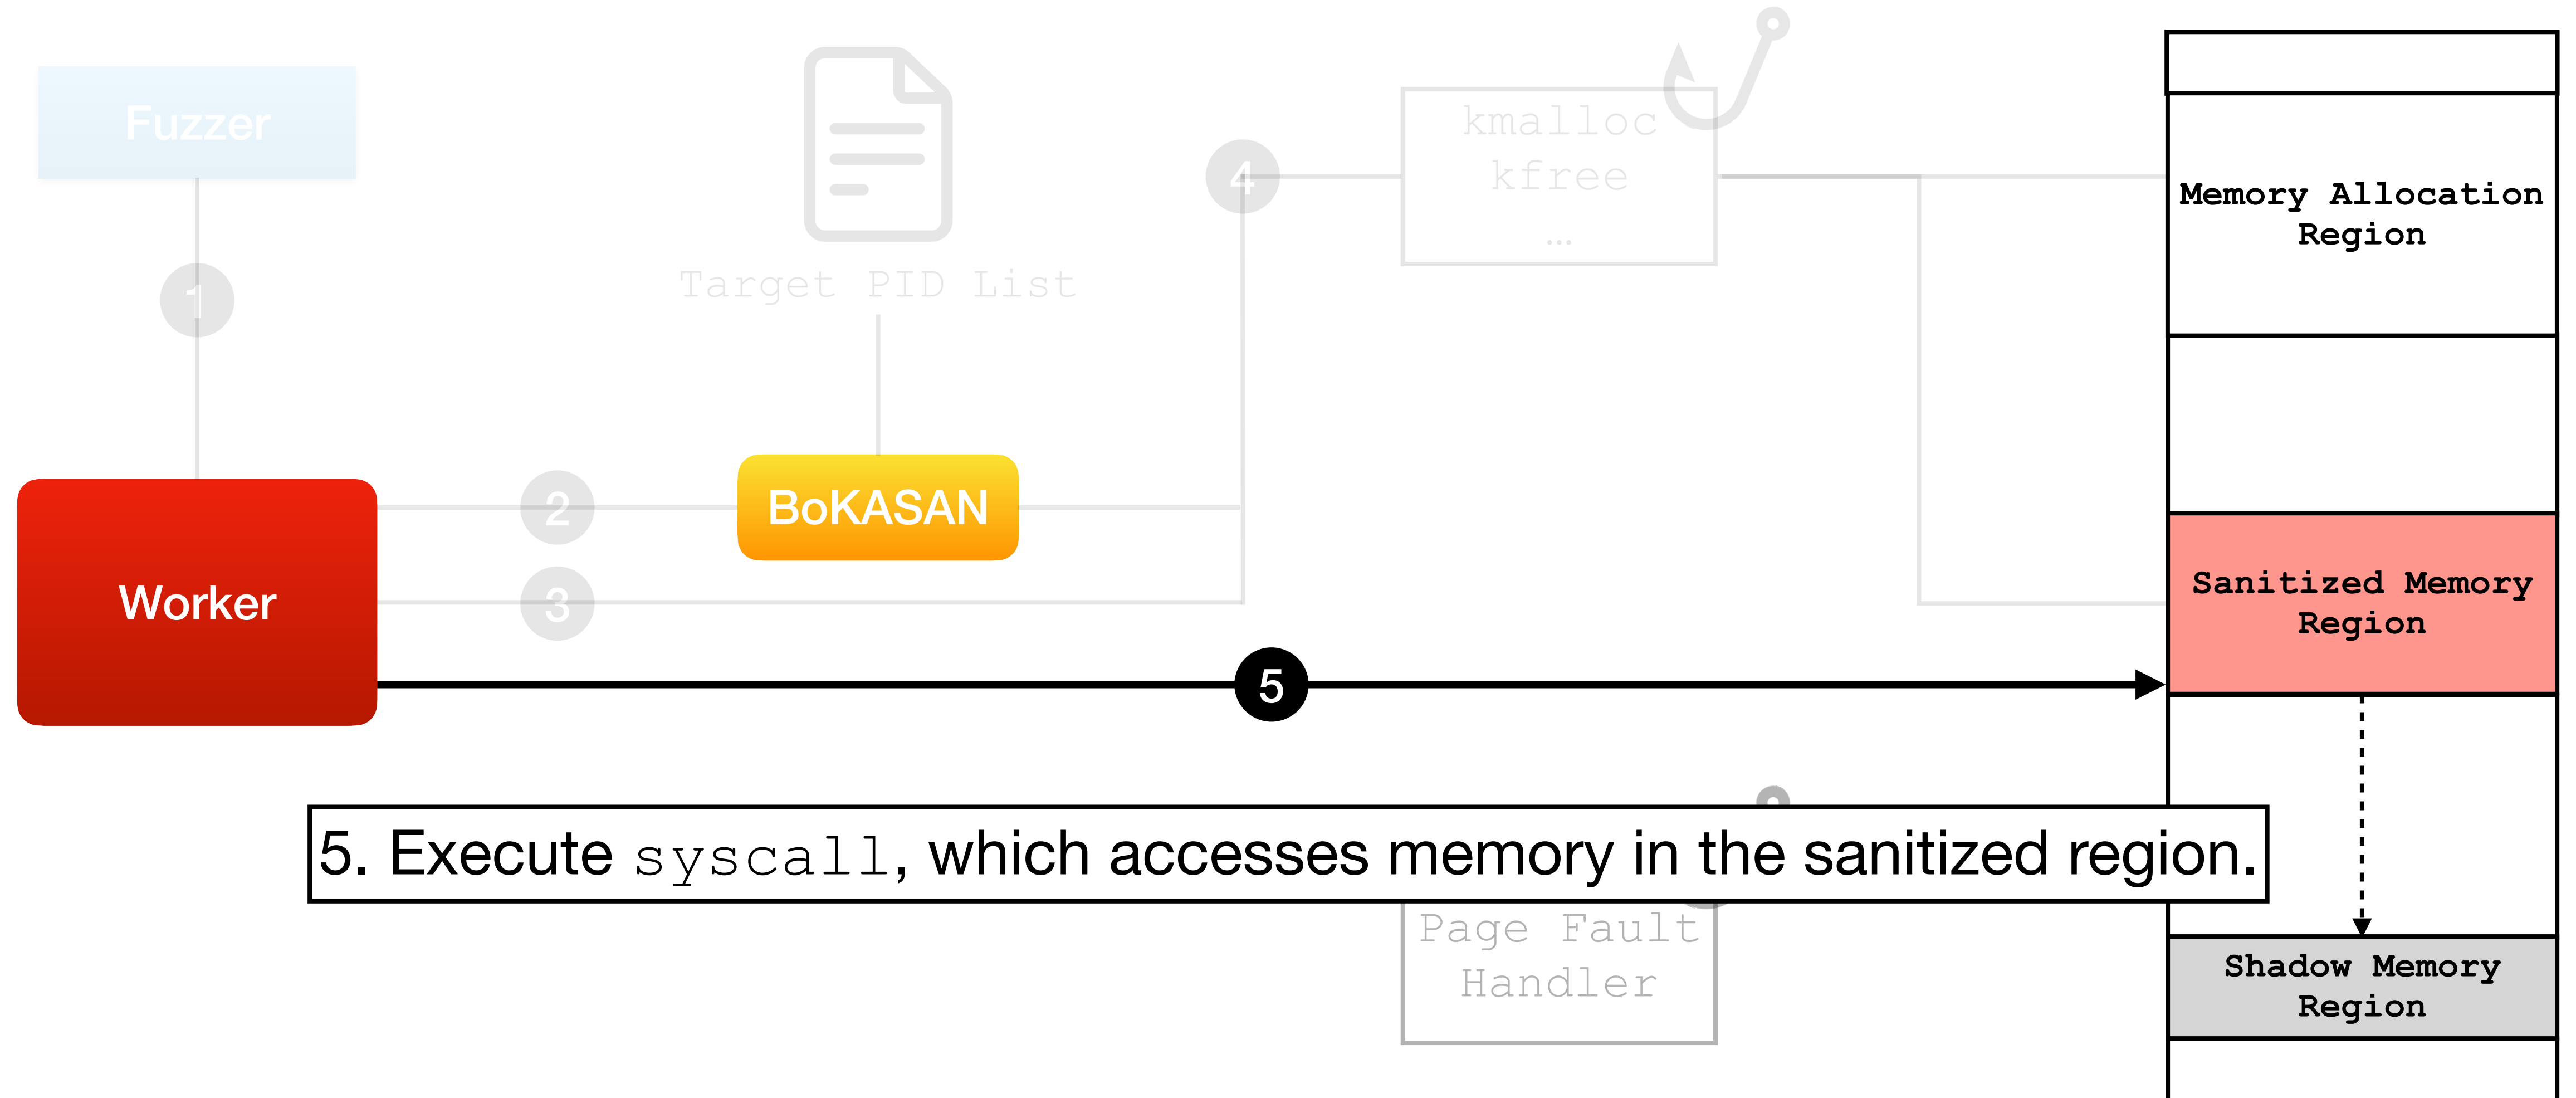 Fuzzer
1
Target PID List
4
kmalloc
kfree
...
Memory Allocation
Region
2
BoKASAN
3
Worker
Sanitized Memory
Region
5
5. Execute syscall, which accesses memory in the sanitized region.
Page Fault
Handler
Shadow Memory
Region